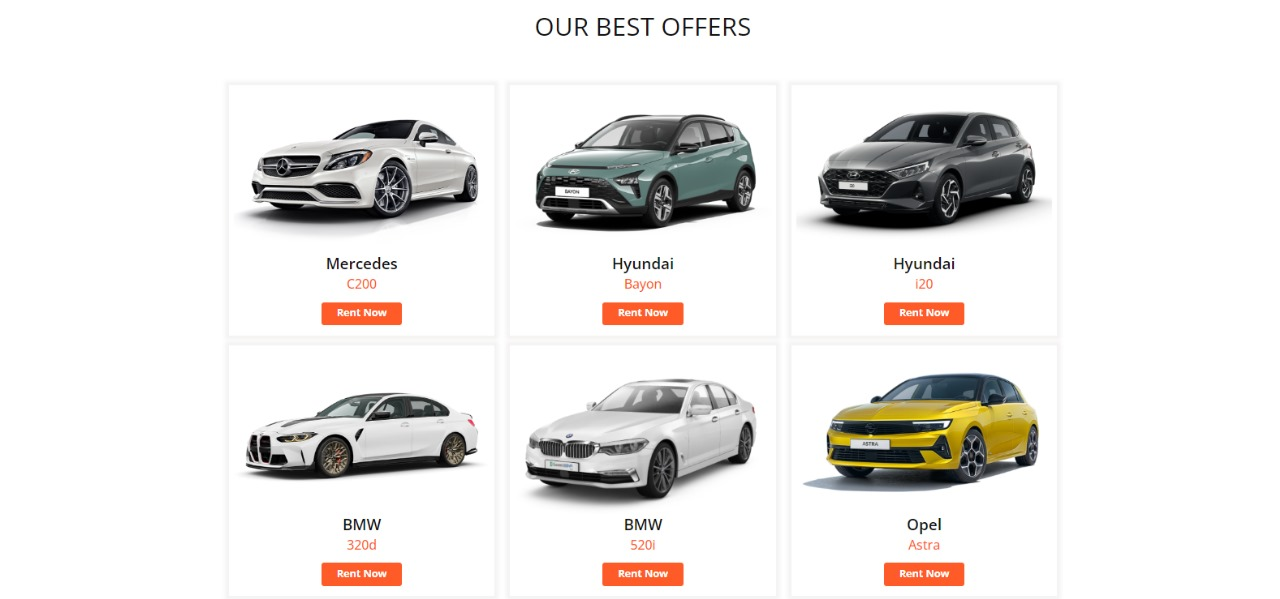 OUR BEST OFFERS
BAYON
i20
Mercedes
Hyundai
Hyundai
C200
Bayon
i20
Rent Now
Rent Now
Rent Now
ASTRA
BMW
BMW
Opel
320d
520i
Astra
Rent Now
Rent Now
Rent Now